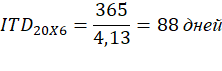 ITD₂₀ₓ₆ = 365 / 4,13 = 88 дней